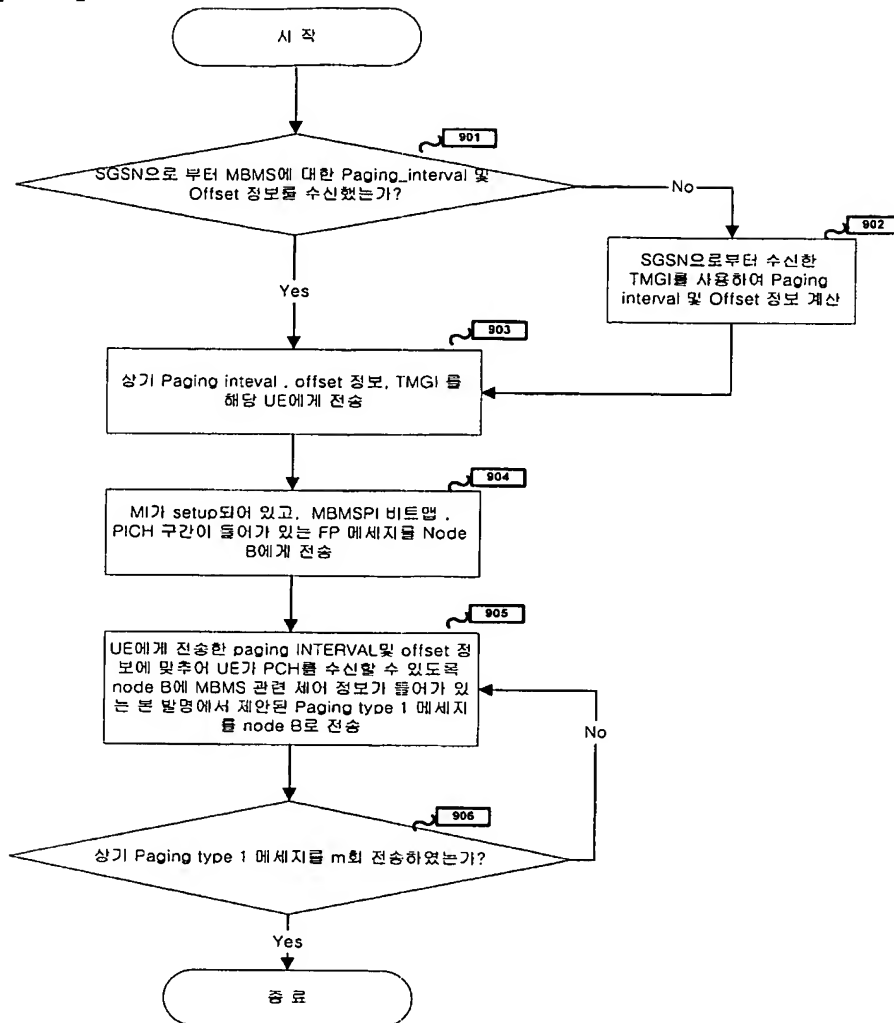 시 작
901
SGSN으로 부터 MBMS에 대한 Paging_interval 및
Offset 정보를 수신했는가?
No
902
SGSN으로부터 수신한
TMGI를 사용하여 Paging
interval 및 Offset 정보 계산
Yes
903
상기 Paging inteval , offset 정보, TMGI 를
해당 UE에게 전송
904
MI가 setup되어 있고, MBMSPI 비트맵 ,
PICH 구간이 들어가 있는 FP 메세지를 Node
B에게 전송
905
UE에게 전송한 paging INTERVAL및 offset 정
보에 맞추어 UE가 PCH를 수신할 수 있도록
node B에 MBMS 관련 제어 정보가 들어가 있
는 본 발명에서 제안된 Paging type 1 메세지
를 node B로 전송
No
906
상기 Paging type 1 메세지를 m회 전송하였는가?
Yes
종 료